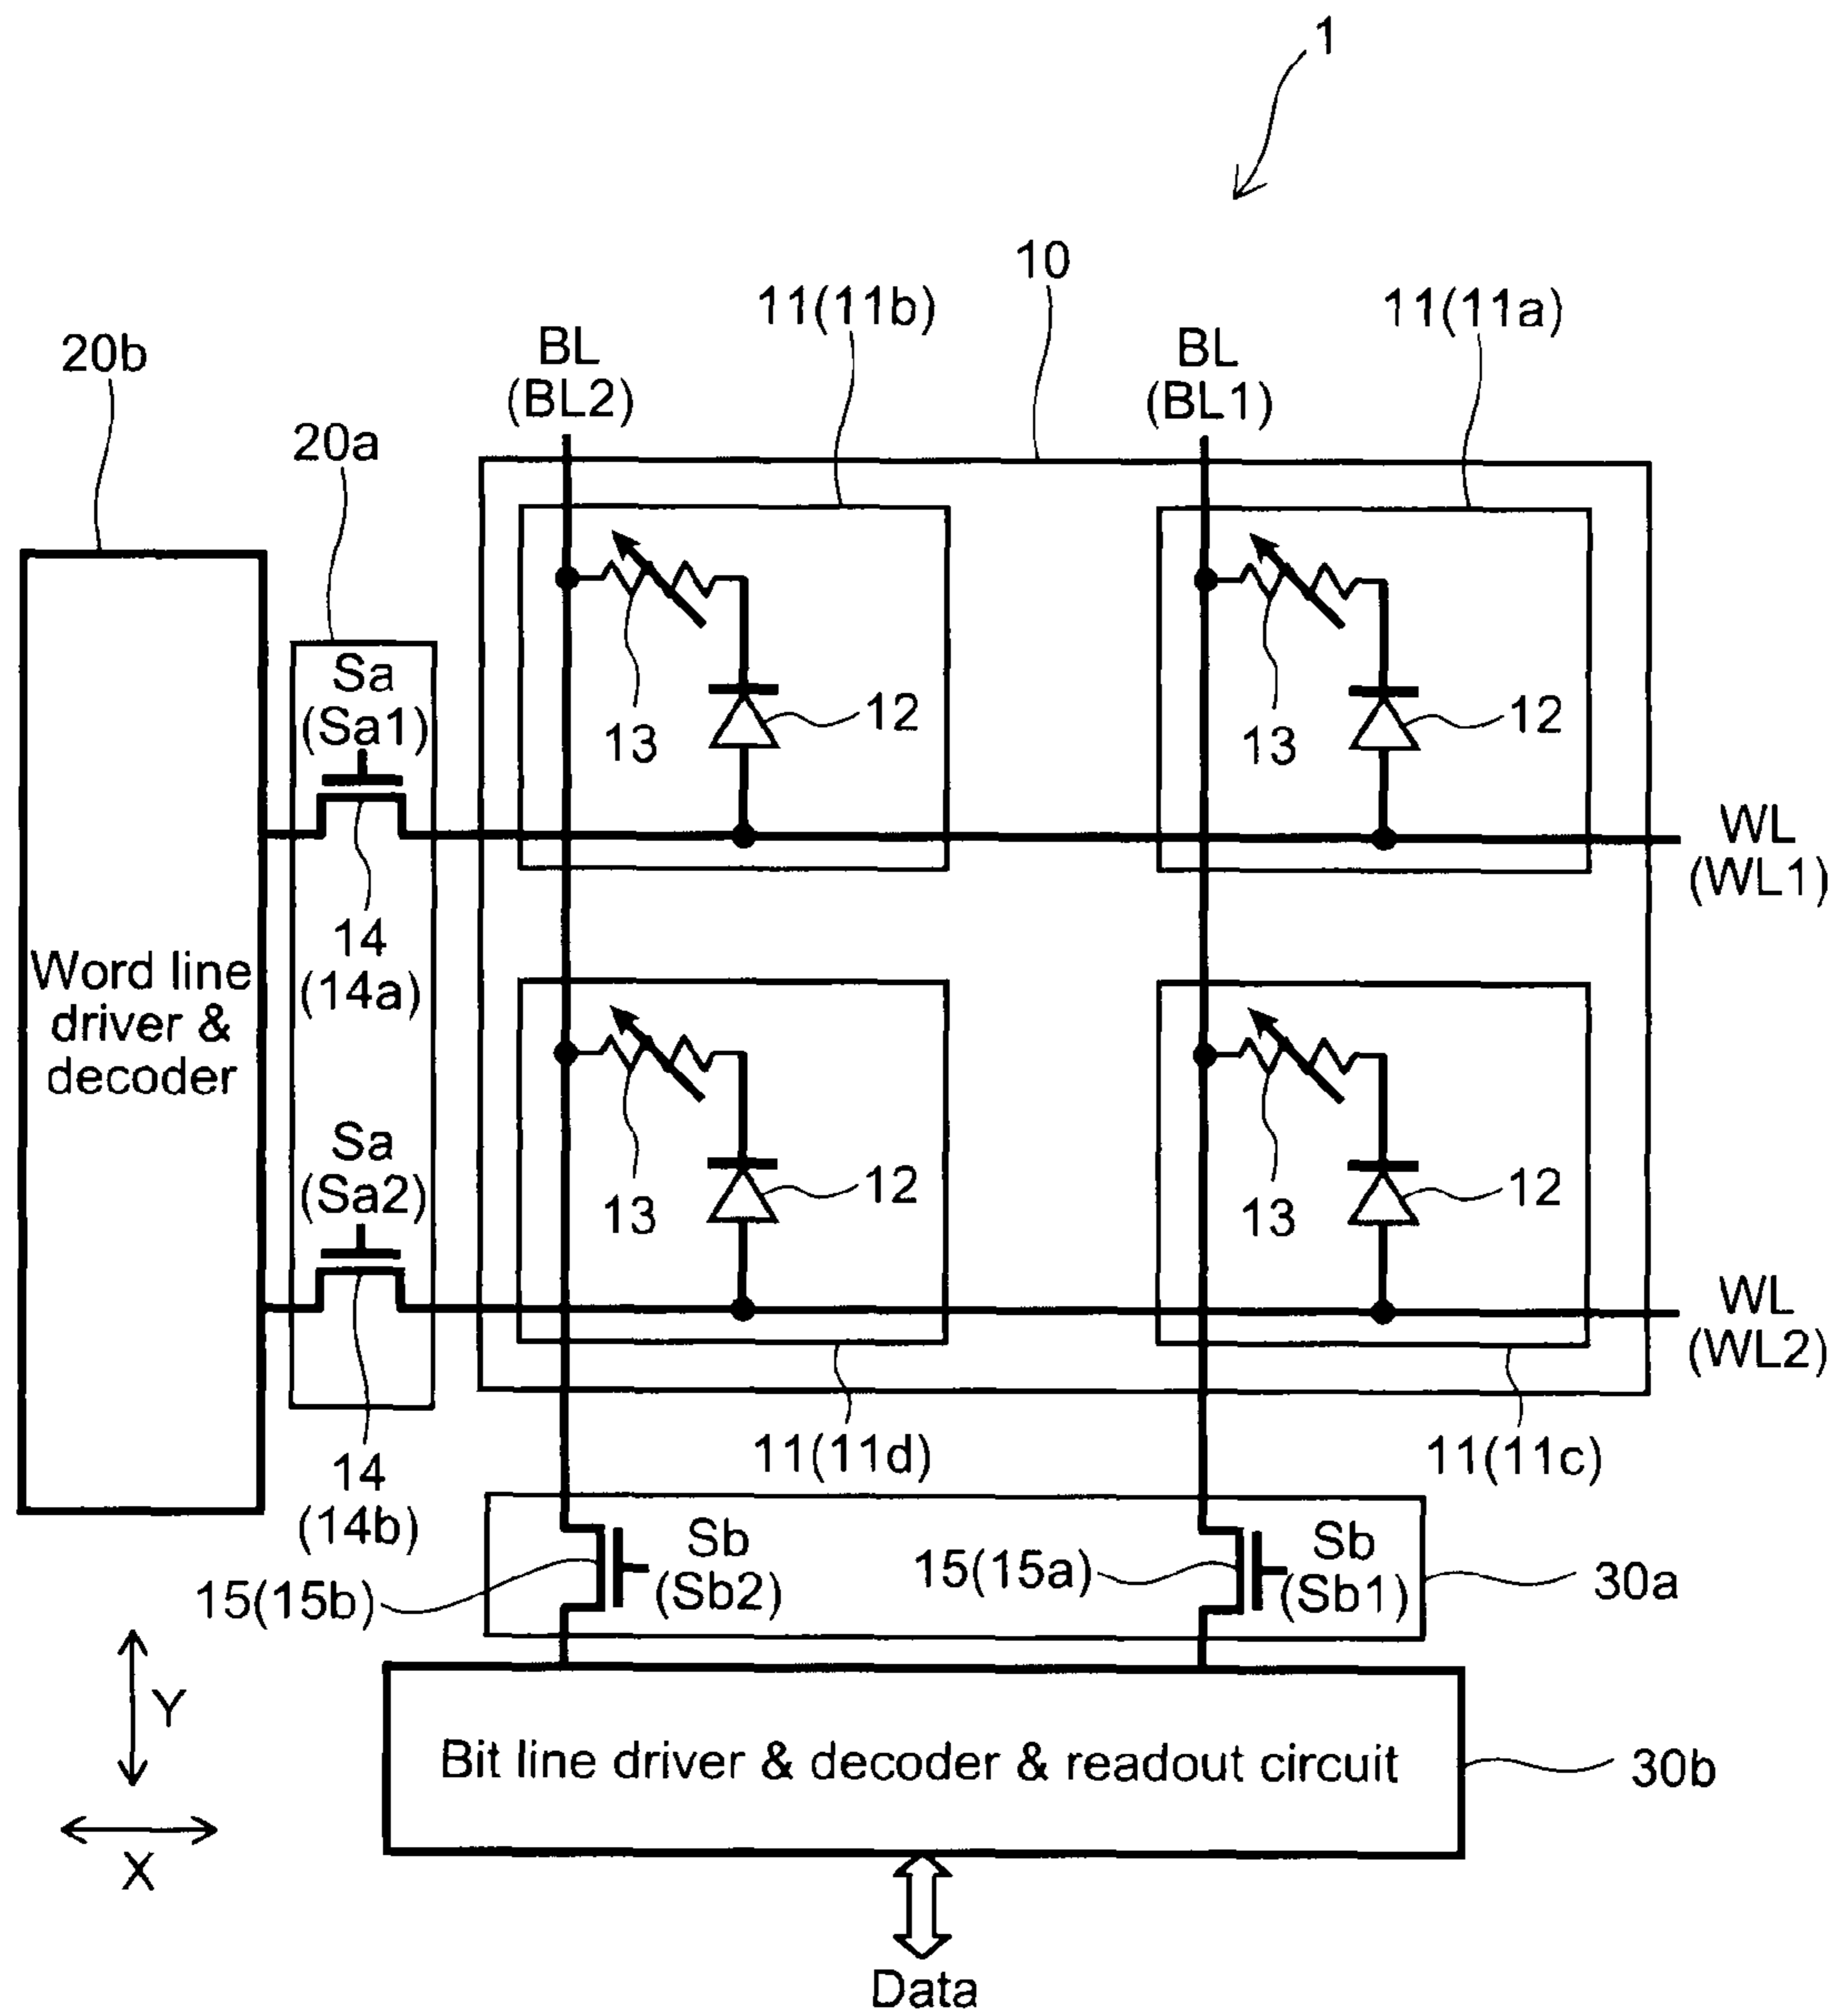 1
10
11(11b)
11(11a)
20b
BL
(BL2)
BL
(BL1)
20a
Sa
(Sa1)
13
12
13
12
WL
(WL1)
14
(14a)
Word line
driver &
decoder
Sa
(Sa2)
13
12
13
12
WL
(WL2)
11(11d)
11(11c)
14
(14b)
Sb
(Sb2)
15(15b)
15(15a)
Sb
(Sb1)
30a
Y
X
Bit line driver & decoder & readout circuit
30b
Data